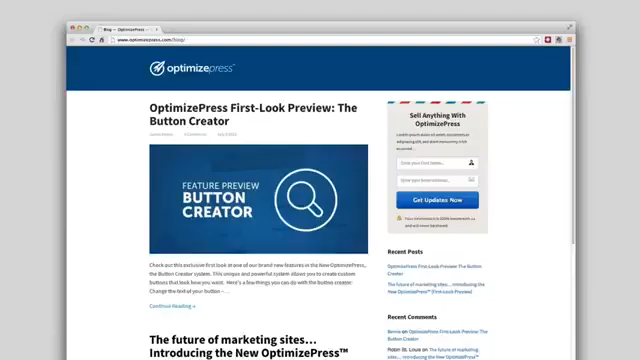 Blog — OptimizePress —
www.optimizepress.com/blog/
optimizepress™
OptimizePress First-Look Preview: The
Button Creator
FEATURE PREVIEW
BUTTON
CREATOR
Check out this exclusive first look at one of our brand new features in the New OptimizePress,
the Button Creator system. This unique and powerful system allows you to create custom
buttons that look how you want. Here's a few things you can do with the button creator:
Change the text of your button – ...
Continue Reading
The future of marketing sites...
Introducing the New OptimizePress™
Sell Anything With
OptimizePress
Get Updates Now
Recent Posts
OptimizePress First-Look Preview: The Button
Creator
The future of marketing sites... Introducing the
New OptimizePress™ (First-Look Preview)
Recent Comments
on OptimizePress First-Look Preview: The
Button Creator
Robin St. Louis on The future of
marketing sites... Introducing the